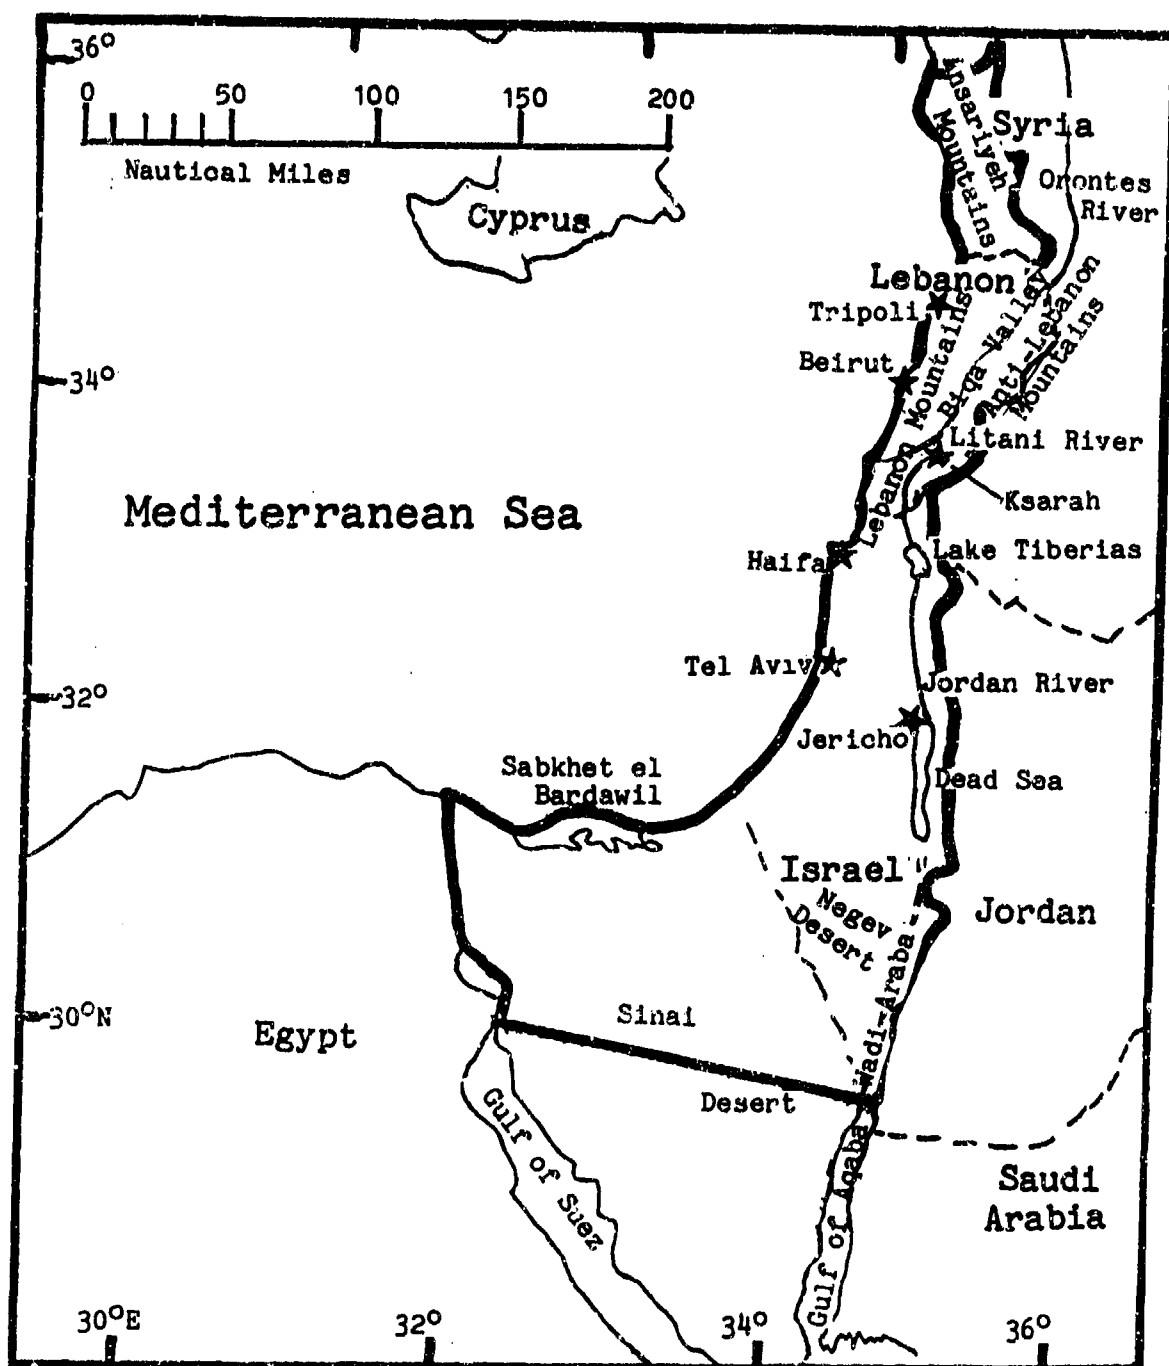 36°
0 50 100 150 200
Nautical Miles
Ansariyeh
Mountains
Syria
Orontes
River
Cyprus
Lebanon
Tripoli
Beirut
34°
Lebanon Mountains
Biqa Valley
Anti-Lebanon
Mountains
Litani River
Ksarah
Mediterranean Sea
Lake Tiberias
Haifa
Tel Aviv
32°
Jordan River
Jericho
Sabkhet el
Bardawil
Dead Sea
Israel
Negev
Desert
Jordan
Wadi-Araba
30°N
Egypt
Sinai
Desert
Gulf of Suez
Gulf of Aqaba
Saudi
Arabia
30°E 32° 34° 36°